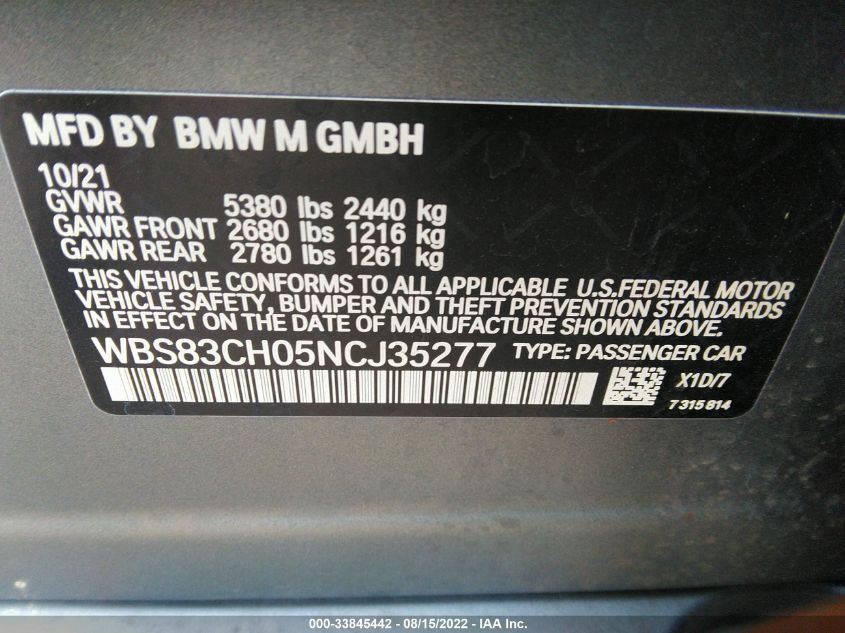 MFD BY BMW M GMBH
10/21
GVWR 5380 lbs 2440 kg
GAWR FRONT 2680 lbs 1216 kg
GAWR REAR 2780 lbs 1261 kg
THIS VEHICLE CONFORMS TO ALL APPLICABLE U.S.FEDERAL MOTOR
VEHICLE SAFETY, BUMPER AND THEFT PREVENTION STANDARDS
IN EFFECT ON THE DATE OF MANUFACTURE SHOWN ABOVE.
WBS83CH05NCJ35277 TYPE: PASSENGER CAR
X1D/7
7315814
000-33845442 - 08/15/2022 - IAA Inc.